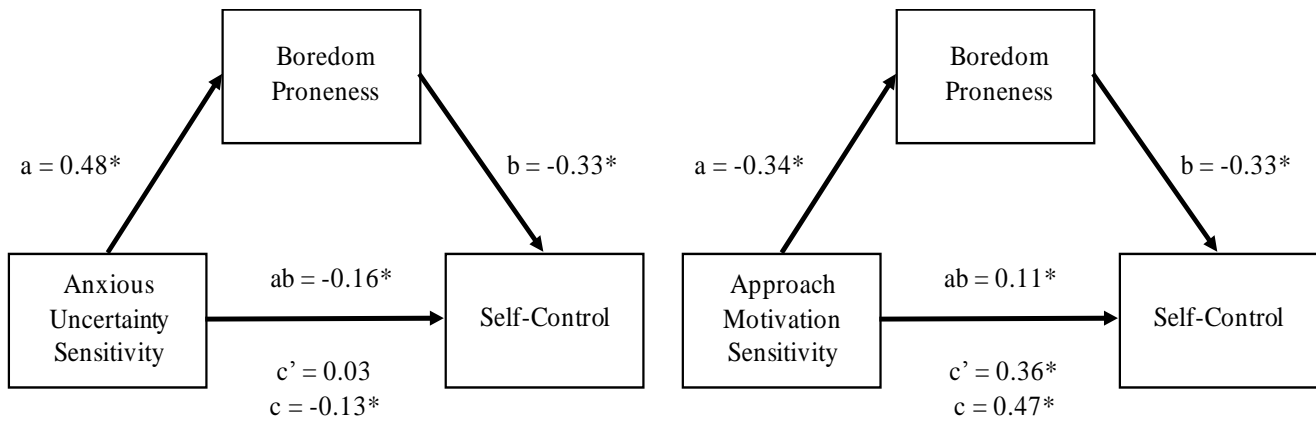 Boredom
Proneness
a = 0.48*
b = -0.33*
Anxious
Uncertainty
Sensitivity
ab = -0.16*
c’ = 0.03
c = -0.13*
Self-Control
Boredom
Proneness
a = -0.34*
b = -0.33*
Approach
Motivation
Sensitivity
ab = 0.11*
c’ = 0.36*
c = 0.47*
Self-Control